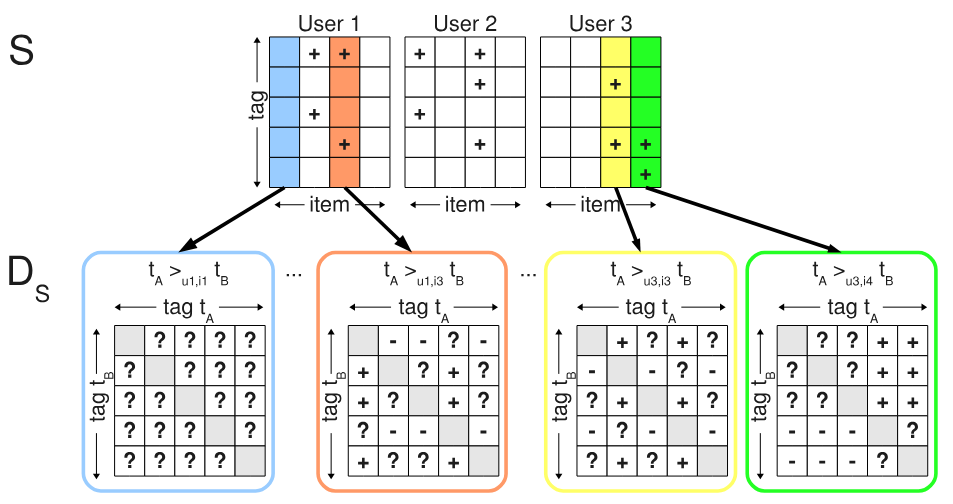 S
User 1 User 2 User 3
tag
+ + + +
+ +
+ +
+ + + +
+
item item item
D_S
t_A >_u1,i1 t_B ... t_A >_u1,i3 t_B ... t_A >_u3,i3 t_B t_A >_u3,i4 t_B
tag t_A tag t_A tag t_A tag t_A
tag t_B tag t_B tag t_B tag t_B
? ? ? ? - - ? - + ? + ? ? ? + +
? ? ? ? + ? + ? - - ? - ? ? + +
? ? ? ? + ? + ? ? + + ? ? ? + +
? ? ? ? ? - - - - ? - - - - - ?
? ? ? ? + ? ? + ? + ? + - - - ?